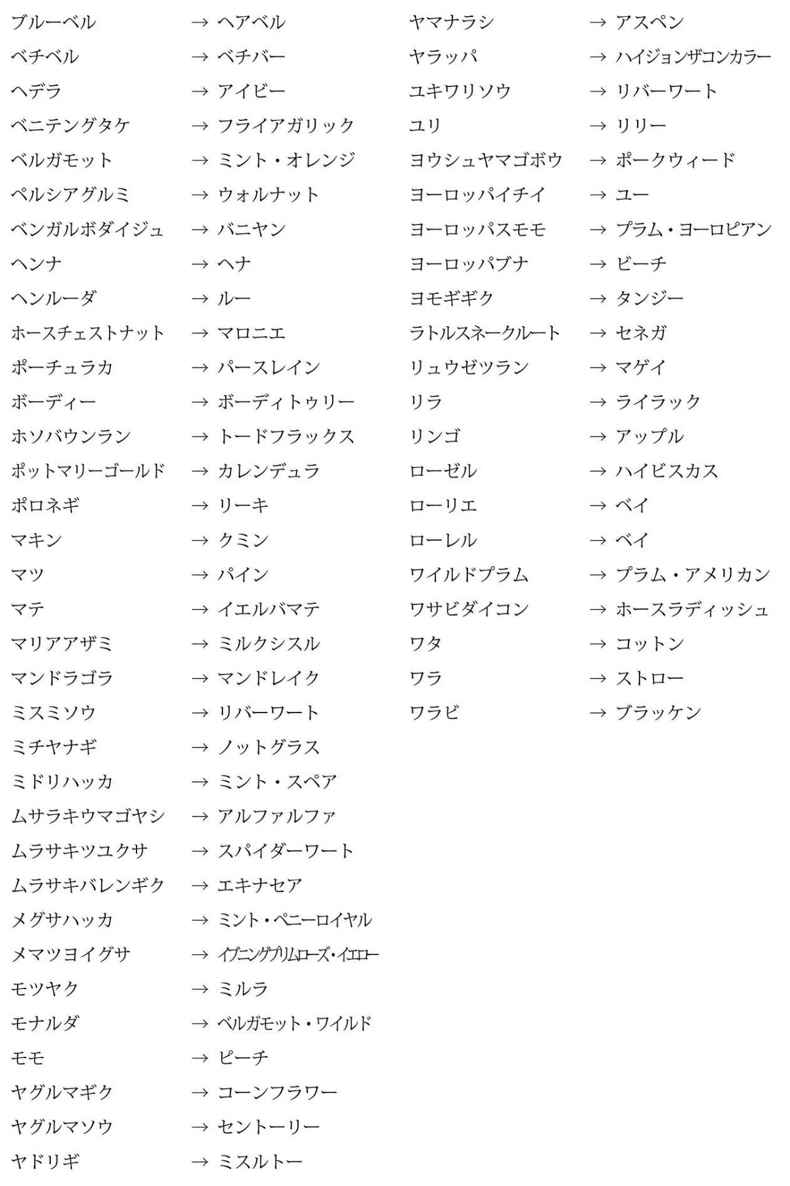 ブルーベル → ヘアベル
ベチベル → ベチバー
ヘデラ → アイビー
ベニテングタケ → フライアガリック
ベルガモット → ミント・オレンジ
ペルシアグルミ → ウォルナット
ベンガルボダイジュ → バニヤン
ヘンナ → ヘナ
ヘンルーダ → ルー
ホースチェストナット → マロニエ
ポーチュラカ → パースレイン
ボーディー → ボーディトゥリー
ホソバウンラン → トードフラックス
ポットマリーゴールド → カレンデュラ
ポロネギ → リーキ
マキン → クミン
マツ → パイン
マテ → イエルバマテ
マリアアザミ → ミルクシスル
マンドラゴラ → マンドレイク
ミスミソウ → リバーワート
ミチヤナギ → ノットグラス
ミドリハッカ → ミント・スペア
ムサラキウマゴヤシ → アルファルファ
ムラサキツユクサ → スパイダーワート
ムラサキバレンギク → エキナセア
メグサハッカ → ミント・ペニーロイヤル
メマツヨイグサ → イブニングプリムローズ・イエロー
モツヤク → ミルラ
モナルダ → ベルガモット・ワイルド
モモ → ピーチ
ヤグルマギク → コーンフラワー
ヤグルマソウ → セントーリー
ヤドリギ → ミスルトー
ヤマナラシ → アスペン
ヤラッパ → ハイジョンザコンカラー
ユキワリソウ → リバーワート
ユリ → リリー
ヨウシュヤマゴボウ → ポークウィード
ヨーロッパイチイ → ユー
ヨーロッパスモモ → プラム・ヨーロピアン
ヨーロッパブナ → ビーチ
ヨモギギク → タンジー
ラトルスネークルート → セネガ
リュウゼツラン → マゲイ
リラ → ライラック
リンゴ → アップル
ローゼル → ハイビスカス
ローリエ → ベイ
ローレル → ベイ
ワイルドプラム → プラム・アメリカン
ワサビダイコン → ホースラディッシュ
ワタ → コットン
ワラ → ストロー
ワラビ → ブラッケン